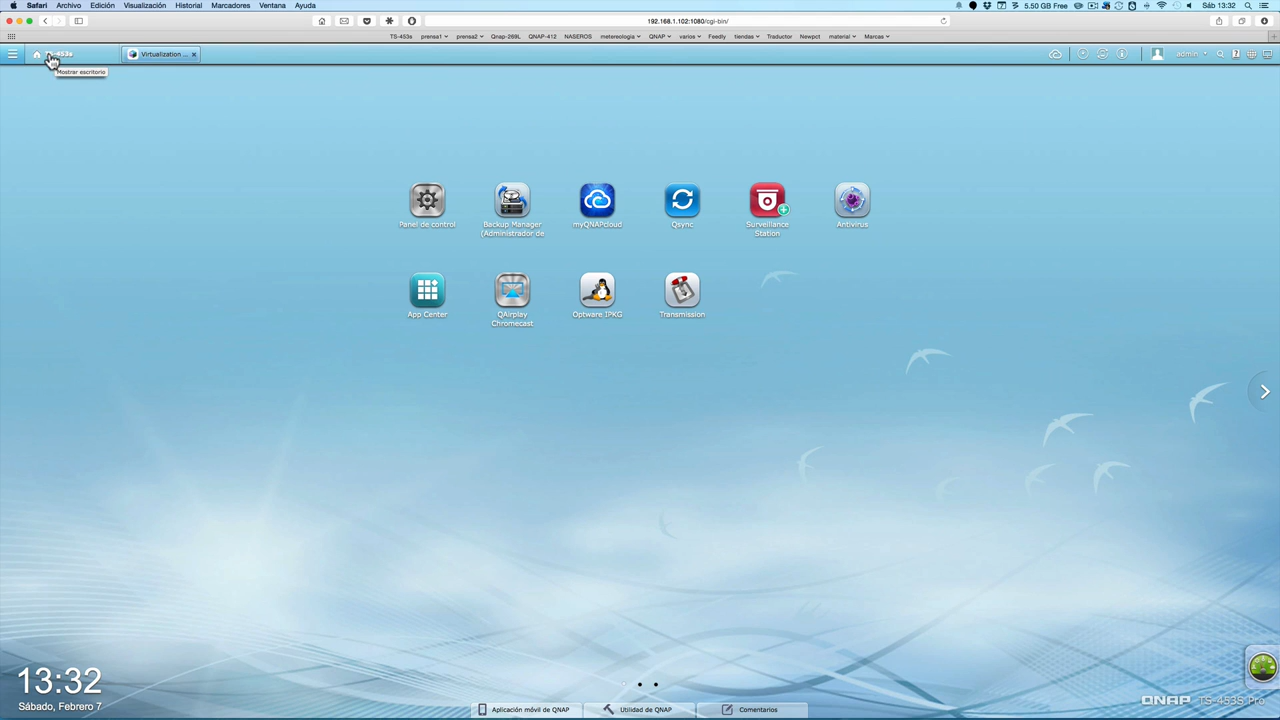 Safari Archivo Edición Visualización Historial Marcadores Ventana Ayuda 5.50 GB Free Sáb 13:32
192.168.1.102:1080/cgi-bin/
TS-453s prensa1 prensa2 Qnap-269L QNAP-412 NASEROS metereologia QNAP varios Feedly tiendas Traductor Newpct material Marcas
TS-453s Virtualization ... admin
Mostrar escritorio
Panel de control
Backup Manager
(Administrador de
myQNAPcloud
Qsync
Surveillance
Station
Antivirus
App Center
QAirplay
Chromecast
Optware IPKG
Transmission
13:32
Sábado, Febrero 7
Aplicación móvil de QNAP Utilidad de QNAP Comentarios
QNAP TS-453S Pro